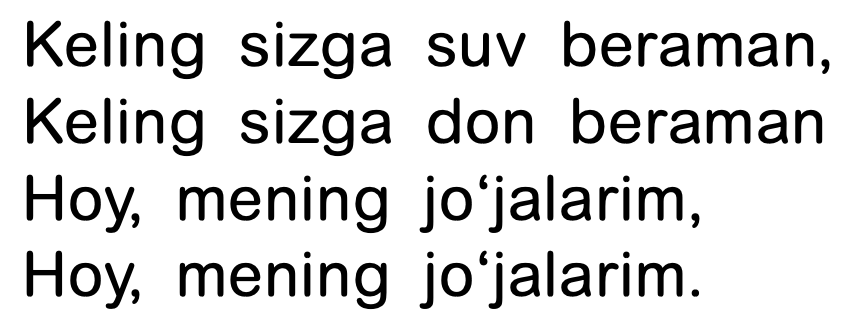 Keling sizga suv beraman,
Keling sizga don beraman
Hoy, mening jo‘jalarim,
Hoy, mening jo‘jalarim.